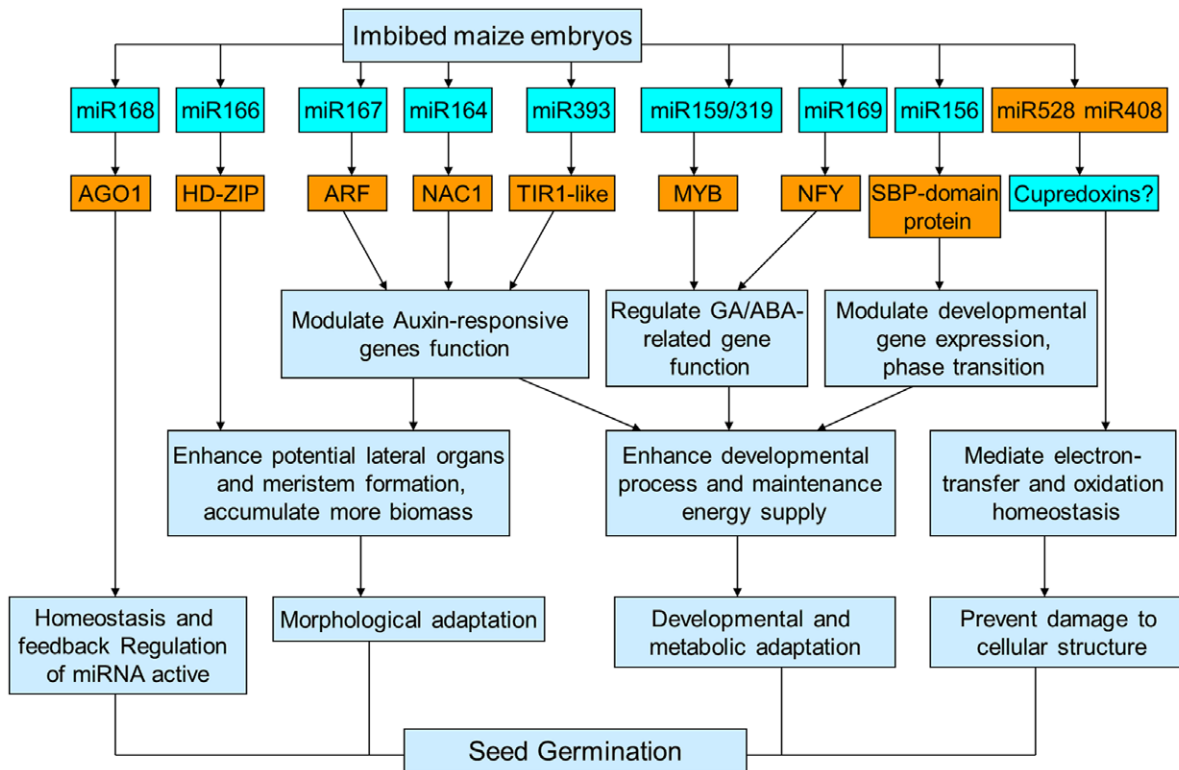 Imbibed maize embryos
miR168
miR166
miR167
miR164
miR393
miR159/319
miR169
miR156
miR528 miR408
AGO1
HD-ZIP
ARF
NAC1
TIR1-like
MYB
NFY
SBP-domain
protein
Cupredoxins?
Modulate Auxin-responsive
genes function
Regulate GA/ABA-
related gene
function
Modulate developmental
gene expression,
phase transition
Enhance potential lateral organs
and meristem formation,
accumulate more biomass
Enhance developmental
process and maintenance
energy supply
Mediate electron-
transfer and oxidation
homeostasis
Homeostasis and
feedback Regulation
of miRNA active
Morphological adaptation
Developmental and
metabolic adaptation
Prevent damage to
cellular structure
Seed Germination